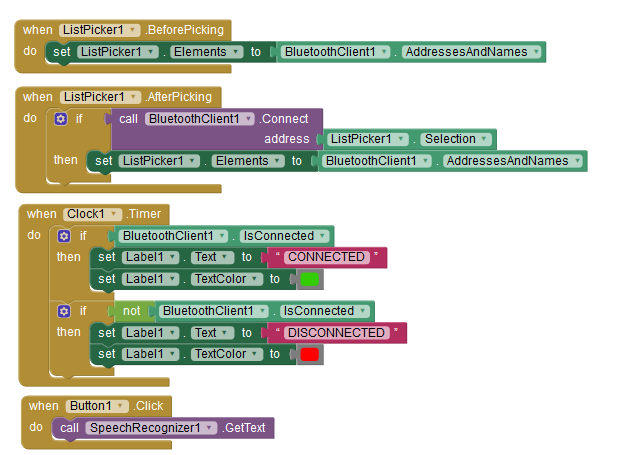 when ListPicker1 .BeforePicking
do set ListPicker1 . Elements to BluetoothClient1 . AddressesAndNames
when ListPicker1 .AfterPicking
do if call BluetoothClient1 .Connect
address ListPicker1 . Selection
then set ListPicker1 . Elements to BluetoothClient1 . AddressesAndNames
when Clock1 .Timer
do if BluetoothClient1 . IsConnected
then set Label1 . Text to “ CONNECTED ”
set Label1 . TextColor to
if not BluetoothClient1 . IsConnected
then set Label1 . Text to “ DISCONNECTED ”
set Label1 . TextColor to
when Button1 .Click
do call SpeechRecognizer1 .GetText